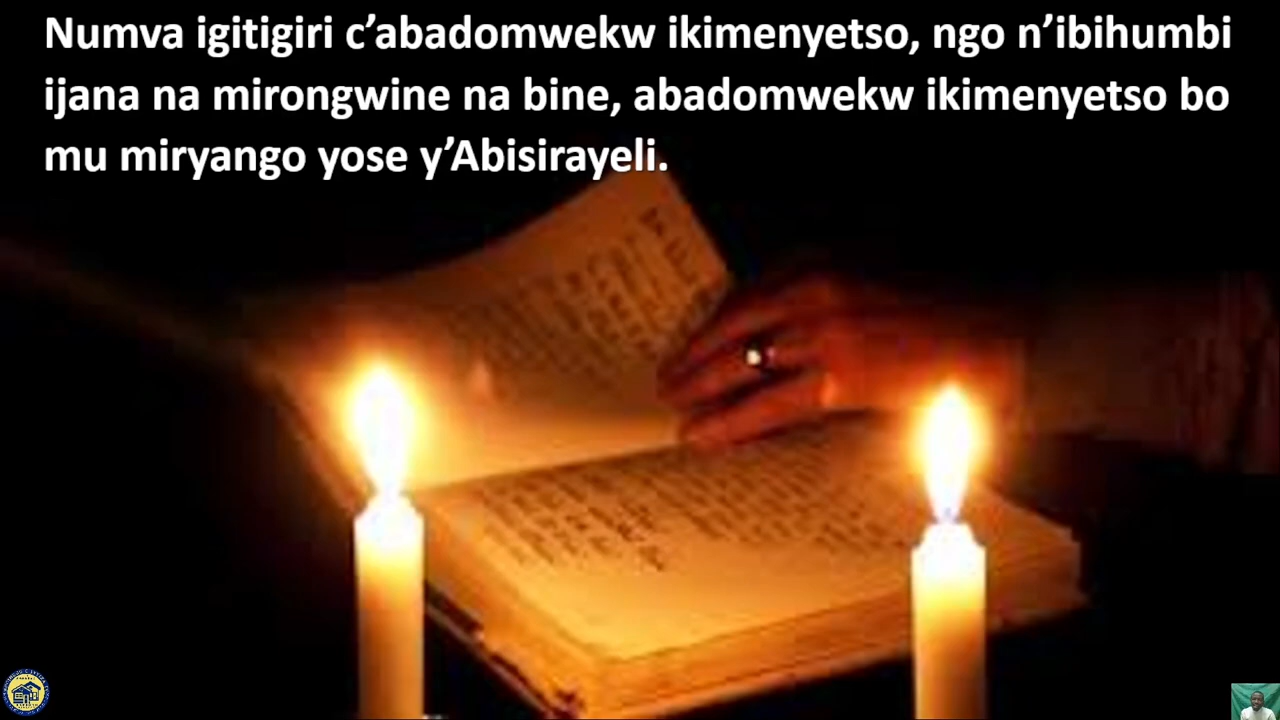 Numva igitigiri c’abadomwekw ikimenyetso, ngo n’ibihumbi
ijana na mirongwine na bine, abadomwekw ikimenyetso bo
mu miryango yose y’Abisirayeli.